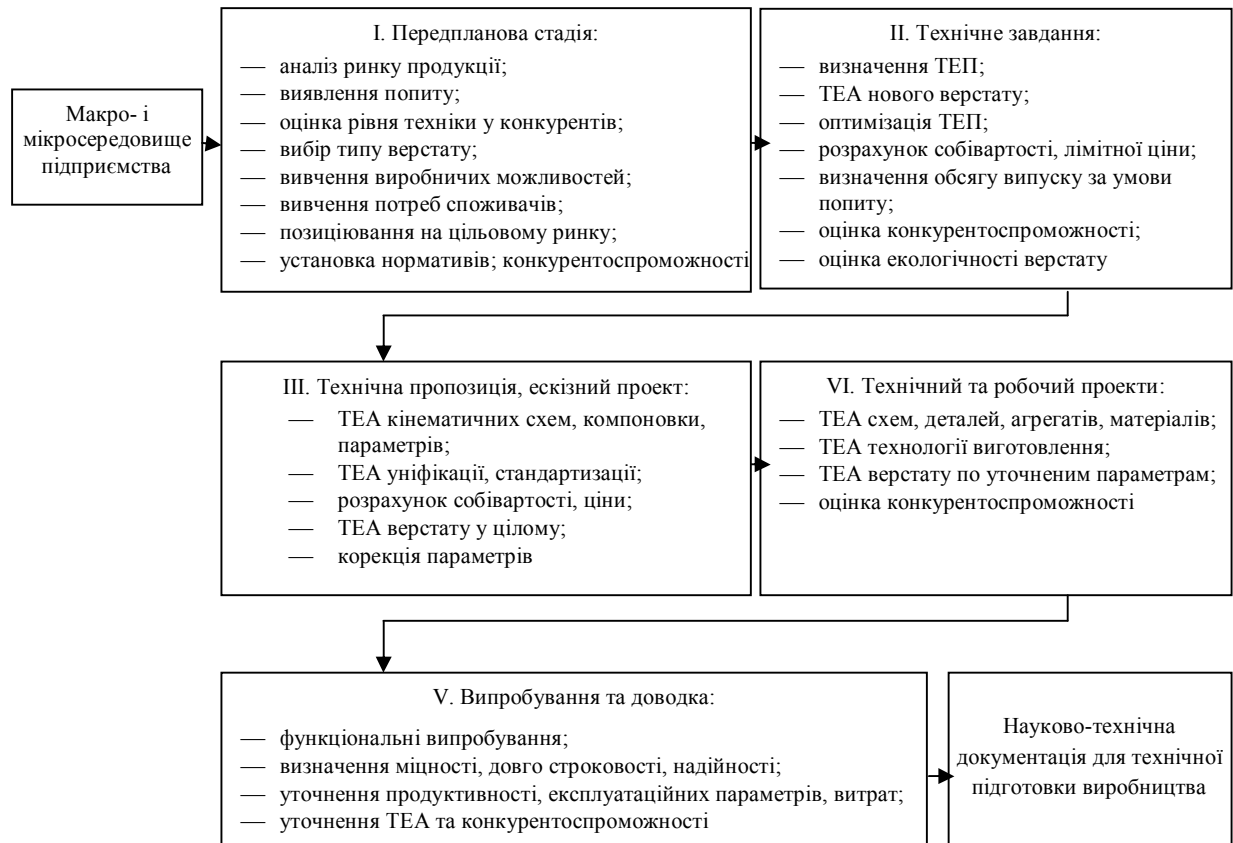 Макро- і
мікросередовище
підприємства
І. Передпланова стадія:
— аналіз ринку продукції;
— виявлення попиту;
— оцінка рівня техніки у конкурентів;
— вибір типу верстату;
— вивчення виробничих можливостей;
— вивчення потреб споживачів;
— позиціювання на цільовому ринку;
— установка нормативів; конкурентоспроможності
ІІ. Технічне завдання:
— визначення ТЕП;
— ТЕА нового верстату;
— оптимізація ТЕП;
— розрахунок собівартості, лімітної ціни;
— визначення обсягу випуску за умови
попиту;
— оцінка конкурентоспроможності;
— оцінка екологічності верстату
ІІІ. Технічна пропозиція, ескізний проект:
— ТЕА кінематичних схем, компоновки,
параметрів;
— ТЕА уніфікації, стандартизації;
— розрахунок собівартості, ціни;
— ТЕА верстату у цілому;
— корекція параметрів
VI. Технічний та робочий проекти:
— ТЕА схем, деталей, агрегатів, матеріалів;
— ТЕА технології виготовлення;
— ТЕА верстату по уточненим параметрам;
— оцінка конкурентоспроможності
V. Випробування та доводка:
— функціональні випробування;
— визначення міцності, довго строковості, надійності;
— уточнення продуктивності, експлуатаційних параметрів, витрат;
— уточнення ТЕА та конкурентоспроможності
Науково-технічна
документація для технічної
підготовки виробництва